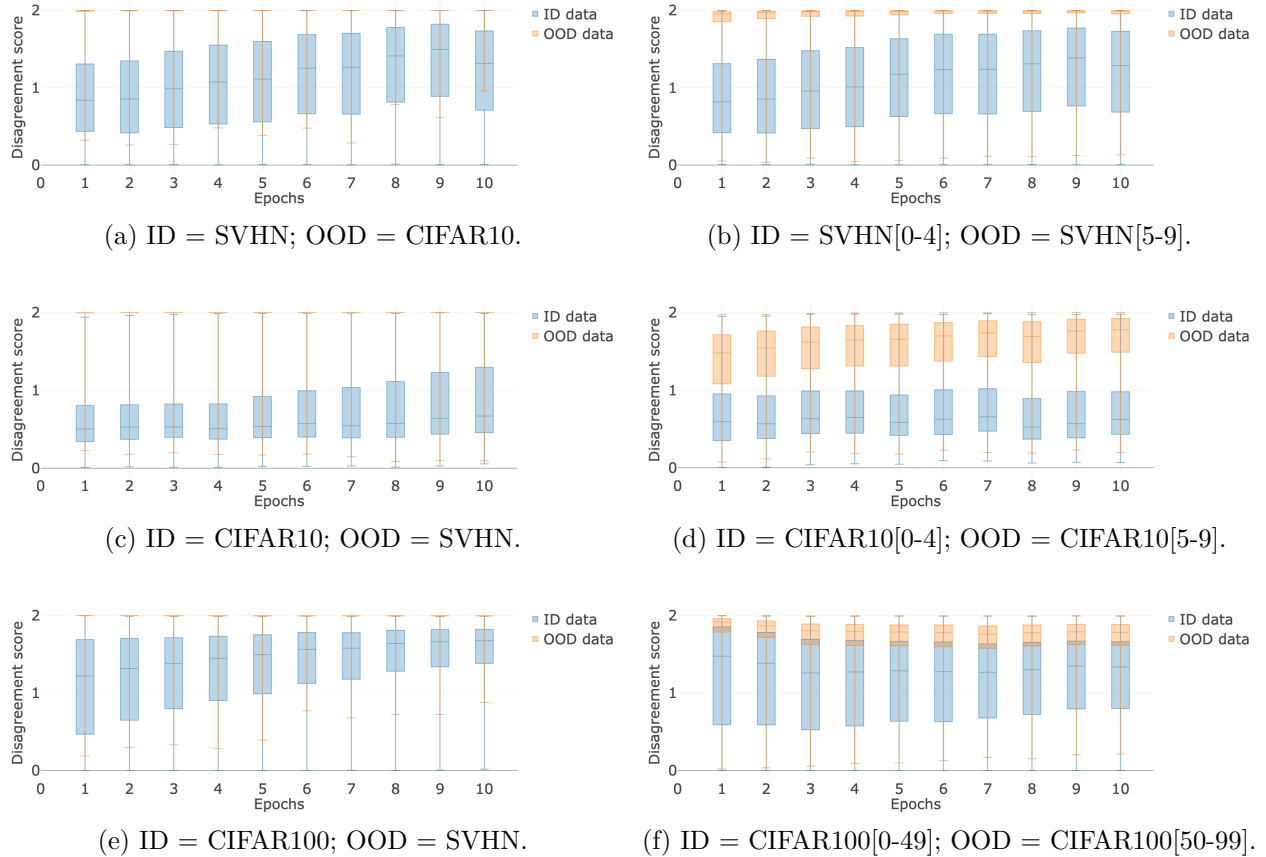 2
1
0
Disagreement score
0 1 2 3 4 5 6 7 8 9 10
Epochs
ID data
OOD data
(a) ID = SVHN; OOD = CIFAR10.
2
1
0
Disagreement score
0 1 2 3 4 5 6 7 8 9 10
Epochs
ID data
OOD data
(b) ID = SVHN[0-4]; OOD = SVHN[5-9].
2
1
0
Disagreement score
0 1 2 3 4 5 6 7 8 9 10
Epochs
ID data
OOD data
(c) ID = CIFAR10; OOD = SVHN.
2
1
0
Disagreement score
0 1 2 3 4 5 6 7 8 9 10
Epochs
ID data
OOD data
(d) ID = CIFAR10[0-4]; OOD = CIFAR10[5-9].
2
1
0
Disagreement score
0 1 2 3 4 5 6 7 8 9 10
Epochs
ID data
OOD data
(e) ID = CIFAR100; OOD = SVHN.
2
1
0
Disagreement score
0 1 2 3 4 5 6 7 8 9 10
Epochs
ID data
OOD data
(f) ID = CIFAR100[0-49]; OOD = CIFAR100[50-99].